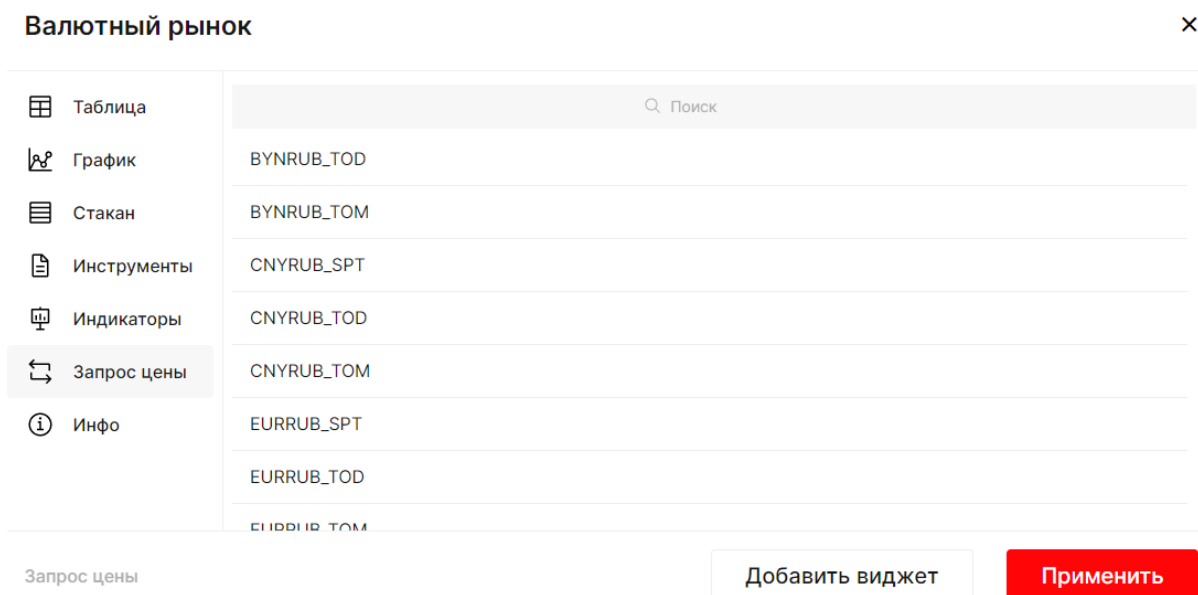 Валютный рынок
Таблица
График
Стакан
Инструменты
Индикаторы
Запрос цены
Инфо
Поиск
BYNRUB_TOD
BYNRUB_TOM
CNYRUB_SPT
CNYRUB_TOD
CNYRUB_TOM
EURRUB_SPT
EURRUB_TOD
EURRUB_TOM
Запрос цены
Добавить виджет
Применить